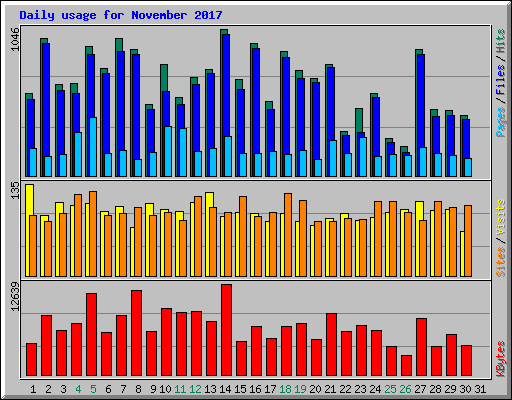 Daily usage for November 2017
1046
Pages / Files / Hits
135
Sites / Visits
12639
KBytes
1 2 3 4 5 6 7 8 9 10 11 12 13 14 15 16 17 18 19 20 21 22 23 24 25 26 27 28 29 30 31